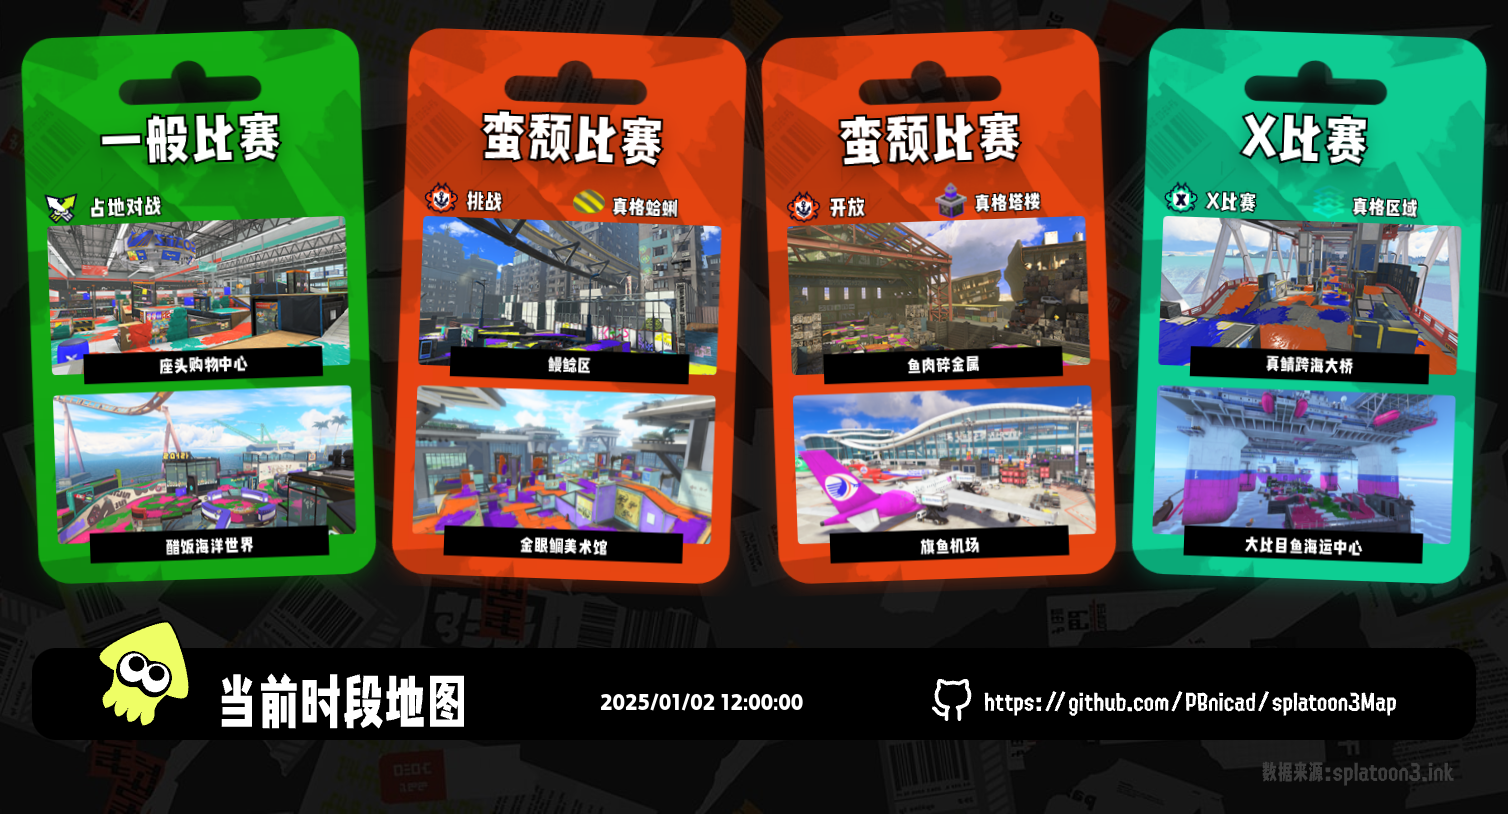 一般比赛
占地对战
座头购物中心
醋饭海洋世界
蛮颓比赛
挑战
真格蛤蜊
鳗鲶区
金眼鲷美术馆
蛮颓比赛
开放
真格塔楼
鱼肉碎金属
旗鱼机场
X比赛
X比赛
真格区域
真鲭跨海大桥
大比目鱼海运中心
当前时段地图
2025/01/02 12:00:00
https://github.com/PBnicad/splatoon3Map
数据来源:splatoon3.ink